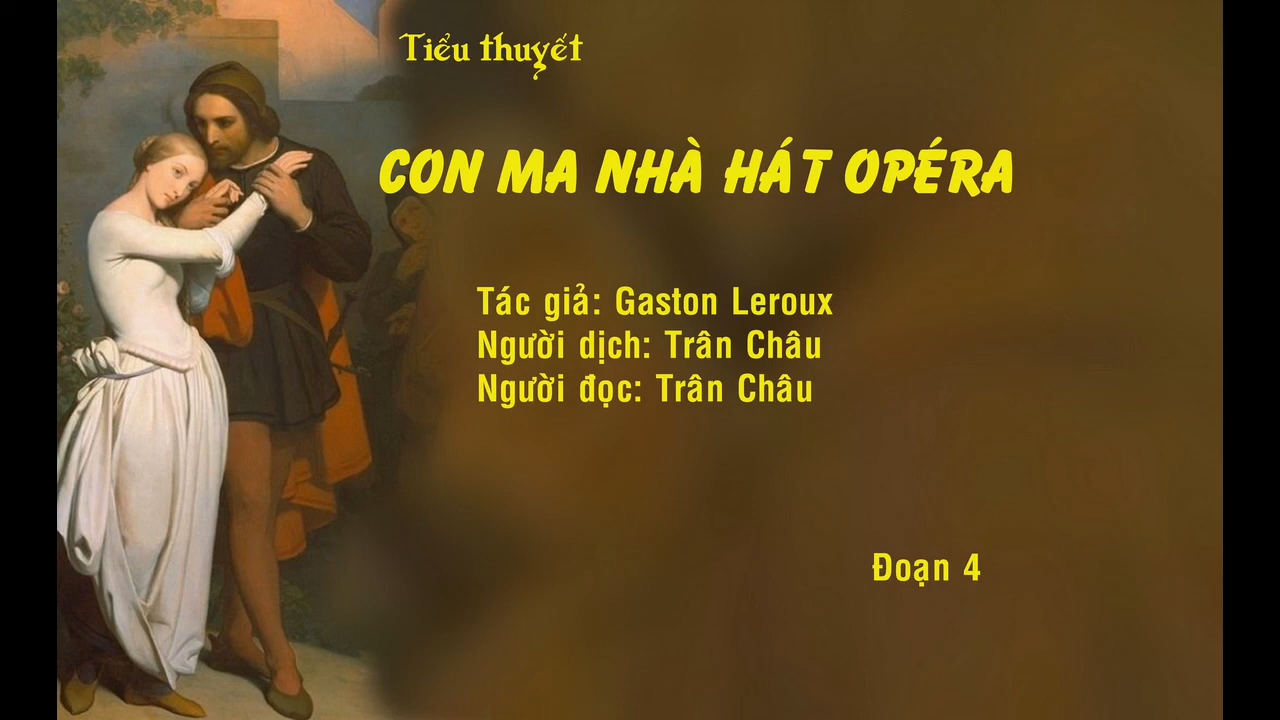 Tiểu thuyết
CON MA NHÀ HÁT OPÉRA
Tác giả: Gaston Leroux
Người dịch: Trân Châu
Người đọc: Trân Châu
Đoạn 4